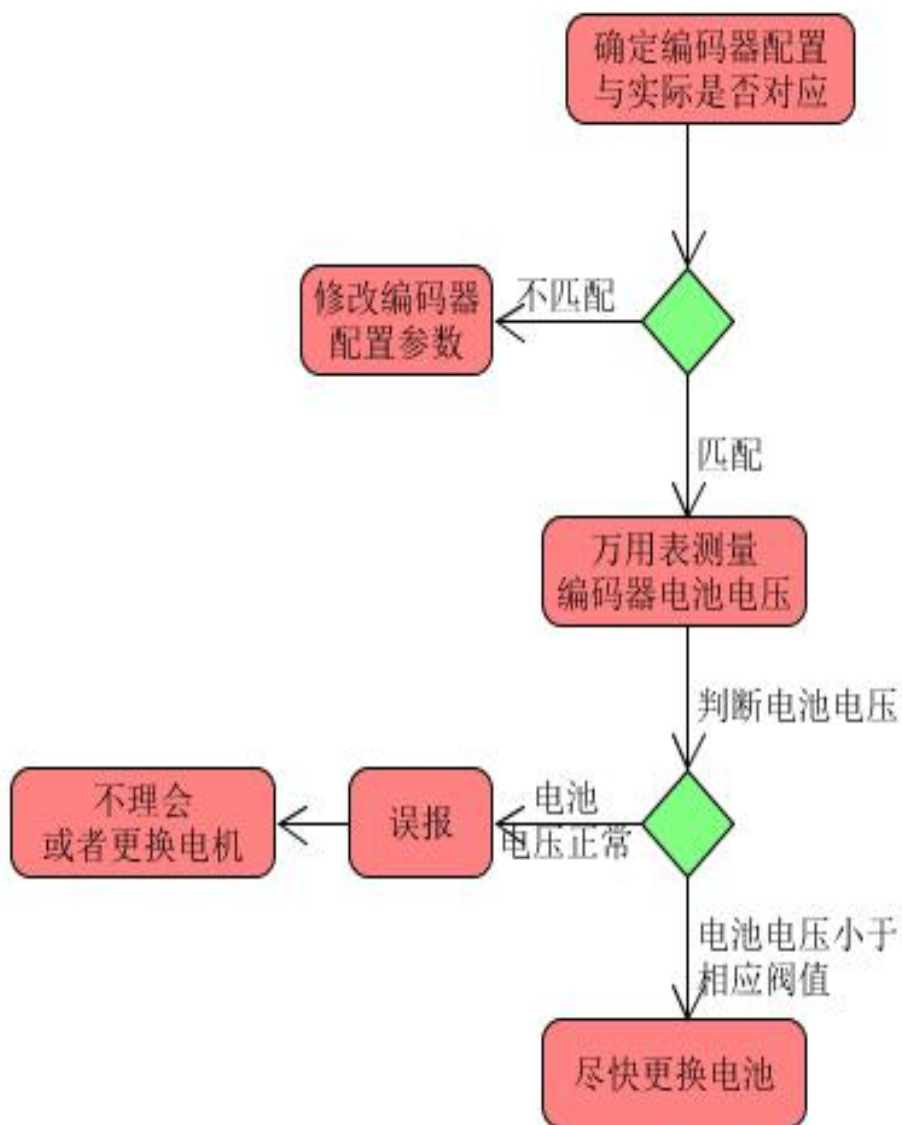 确定编码器配置
与实际是否对应
不匹配
修改编码器
配置参数
匹配
万用表测量
编码器电池电压
判断电池电压
电池
电压正常
误报
不理会
或者更换电机
电池电压小于
相应阀值
尽快更换电池